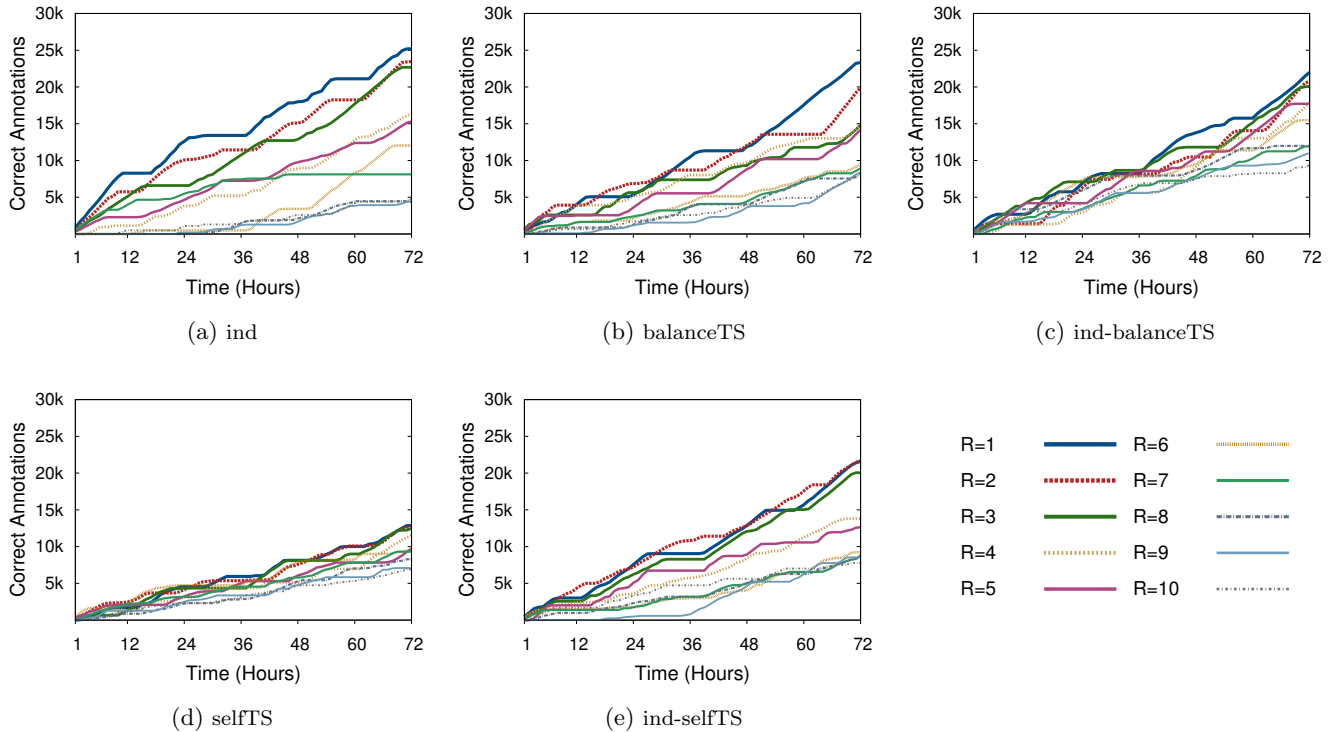 30k
25k
20k
15k
10k
5k
Correct Annotations
1 12 24 36 48 60 72
Time (Hours)
(a) ind
30k
25k
20k
15k
10k
5k
Correct Annotations
1 12 24 36 48 60 72
Time (Hours)
(b) balanceTS
30k
25k
20k
15k
10k
5k
Correct Annotations
1 12 24 36 48 60 72
Time (Hours)
(c) ind-balanceTS
30k
25k
20k
15k
10k
5k
Correct Annotations
1 12 24 36 48 60 72
Time (Hours)
(d) selfTS
30k
25k
20k
15k
10k
5k
Correct Annotations
1 12 24 36 48 60 72
Time (Hours)
(e) ind-selfTS
R=1 R=6
R=2 R=7
R=3 R=8
R=4 R=9
R=5 R=10